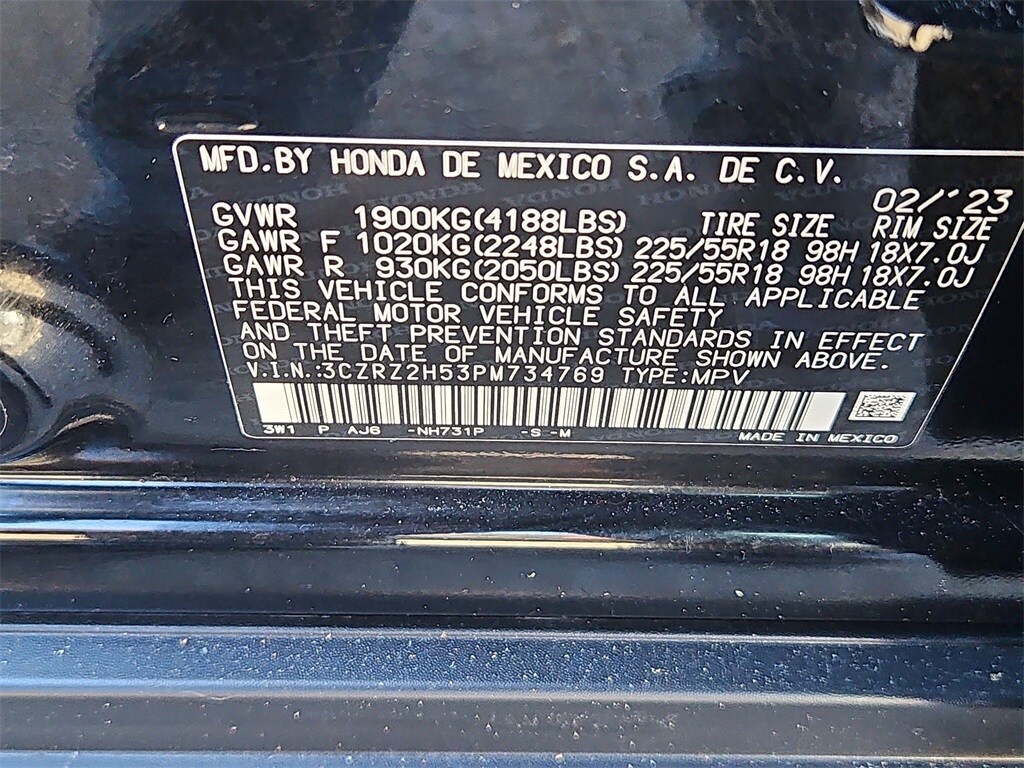 MFD.BY HONDA DE MEXICO S.A. DE C.V.
02/'23
GVWR 1900KG(4188LBS) TIRE SIZE RIM SIZE
GAWR F 1020KG(2248LBS) 225/55R18 98H 18X7.0J
GAWR R 930KG(2050LBS) 225/55R18 98H 18X7.0J
THIS VEHICLE CONFORMS TO ALL APPLICABLE
FEDERAL MOTOR VEHICLE SAFETY
AND THEFT PREVENTION STANDARDS IN EFFECT
ON THE DATE OF MANUFACTURE SHOWN ABOVE.
V.I.N.:3CZRZ2H53PM734769 TYPE:MPV
3W1 P AJ6 -NH731P -S -M
MADE IN MEXICO